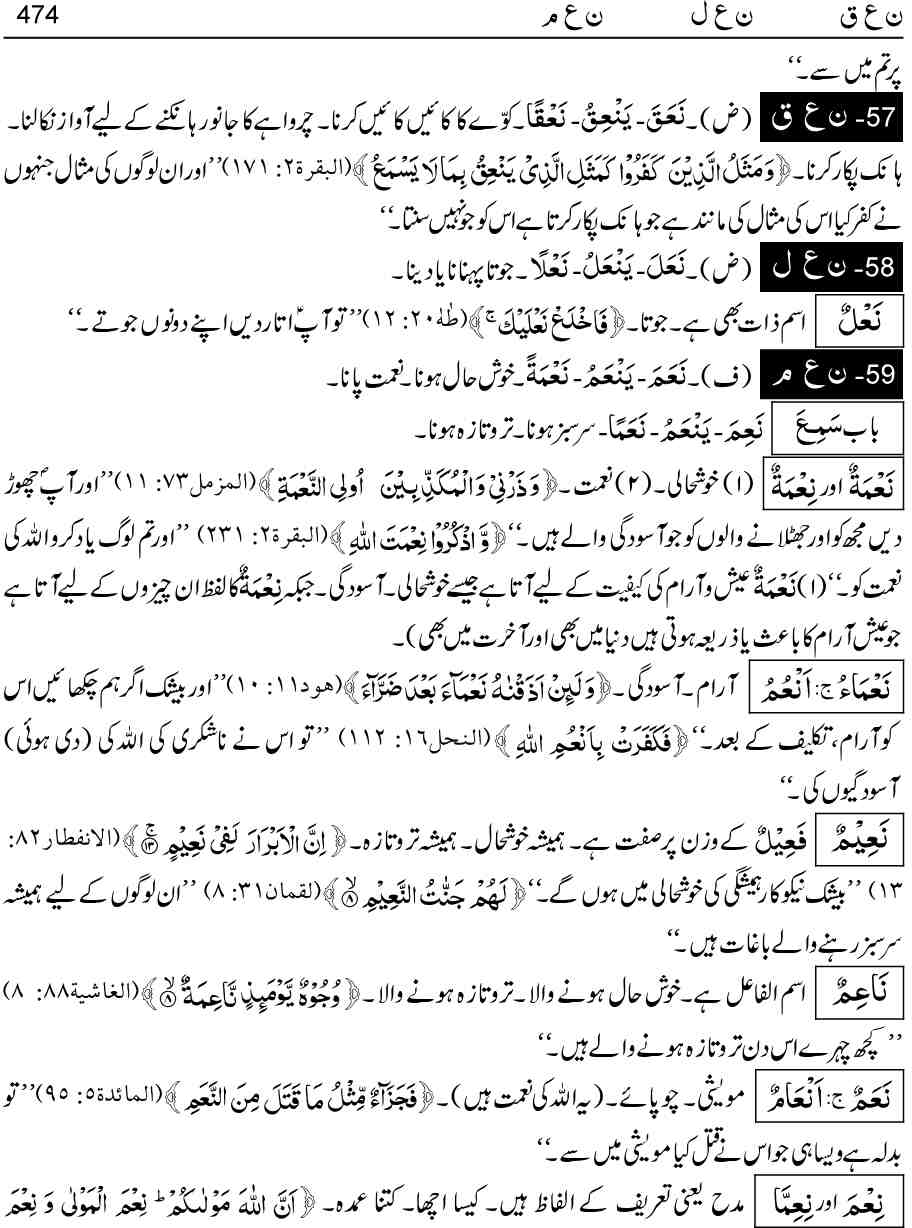 ن ع ق ن ع ل ن ع م 474
پر تم میں سے۔‘‘
57- ن ع ق (ض)۔ نَعَقَ- یَنْعِقُ- نَعْقًا۔ کوّے کا کائیں کائیں کرنا۔ چرواہے کا جانور ہانکنے کے لیے آواز نکالنا۔
ہانک پکار کرنا۔ ﴿وَمَثَلُ الَّذِیْنَ کَفَرُوْا کَمَثَلِ الَّذِیْ یَنْعِقُ بِمَا لَا یَسْمَعُ﴾ (البقرۃ۲: ۱۷۱) ’’اور ان لوگوں کی مثال جنہوں
نے کفر کیا اس کی مثال کی مانند ہے جو ہانک پکار کرتا ہے اس کو جو نہیں سنتا۔‘‘
58- ن ع ل (ض)۔ نَعَلَ- یَنْعَلُ- نَعْلًا۔ جوتا پہنانا یا دینا۔
نَعْلٌ اسم ذات بھی ہے۔ جوتا۔ ﴿فَاخْلَعْ نَعْلَیْكَ ۚ﴾ (طٰهٰ۲۰: ۱۲) ’’تو آپؑ اتار دیں اپنے دونوں جوتے۔‘‘
59- ن ع م (ف)۔ نَعَمَ- یَنْعَمُ- نَعْمَةً۔ خوش حال ہونا۔ نعمت پانا۔
باب سَمِعَ نَعِمَ- یَنْعَمُ- نَعَمًا- سرسبز ہونا۔ تروتازہ ہونا۔
نَعْمَةٌ اور نِعْمَةٌ (۱) خوشحالی۔ (۲) نعمت۔ ﴿وَذَرْنِیْ وَالْمُکَذِّبِیْنَ اُولِی النَّعْمَةِ﴾ (المزمل۷۳: ۱۱) ’’اور آپؐ چھوڑ
دیں مجھ کو اور جھٹلانے والوں کو جو آسودگی والے ہیں۔‘‘ ﴿وَّاذْکُرُوْا نِعْمَتَ اللّٰهِ﴾ (البقرۃ۲: ۲۳۱) ’’اور تم لوگ یاد کرو اللہ کی
نعمت کو۔‘‘ (۱) نَعْمَةٌ عیش و آرام کی کیفیت کے لیے آتا ہے جیسے خوشحالی۔ آسودگی۔ جبکہ نِعْمَةٌ کا لفظ ان چیزوں کے لیے آتا ہے
جو عیش آرام کا باعث یا ذریعہ ہوتی ہیں دنیا میں بھی اور آخرت میں بھی)۔
نَعْمَاءُ ج: اَنْعُمُ آرام۔ آسودگی۔ ﴿وَلَئِنْ اَذَقْنٰهُ نَعْمَآءَ بَعْدَ ضَرَّآءَ﴾ (هود۱۱: ۱۰) ’’اور بیشک اگر ہم چکھائیں اس
کو آرام، تکلیف کے بعد۔‘‘ ﴿فَکَفَرَتْ بِاَنْعُمِ اللّٰهِ﴾ (النحل۱۶: ۱۱۲) ’’تو اس نے ناشکری کی اللہ کی (دی ہوئی)
آسودگیوں کی۔‘‘
نَعِیْمٌ فَعِیْلٌ کے وزن پر صفت ہے۔ ہمیشہ خوشحال۔ ہمیشہ تروتازہ۔ ﴿اِنَّ الْاَبْرَارَ لَفِیْ نَعِیْمٍ ۚ۝۱۳﴾ (الانفطار۸۲:
۱۳) ’’بیشک نیکوکار ہمیشگی کی خوشحالی میں ہوں گے۔‘‘ ﴿لَهُمْ جَنّٰتُ النَّعِیْمِ ۙ۝۸﴾ (لقمان۳۱: ۸) ’’ان لوگوں کے لیے ہمیشہ
سرسبز رہنے والے باغات ہیں۔‘‘
نَاعِمٌ اسم الفاعل ہے۔ خوش حال ہونے والا۔ تروتازہ ہونے والا۔ ﴿وُجُوْهٌ یَّوْمَئِذٍ نَّاعِمَةٌ ۙ۝۸﴾ (الغاشیة۸۸: ۸)
’’کچھ چہرے اس دن تروتازہ ہونے والے ہیں۔‘‘
نَعَمٌ ج: اَنْعَامٌ مویشی۔ چوپائے۔ (یہ اللہ کی نعمت ہیں)۔ ﴿فَجَزَآءٌ مِّثْلُ مَا قَتَلَ مِنَ النَّعَمِ﴾ (المائدۃ۵: ۹۵) ’’تو
بدلہ ہے ویسا ہی جو اس نے قتل کیا مویشی میں سے۔‘‘
نِعْمَ اور نِعِمَّا مدح یعنی تعریف کے الفاظ ہیں۔ کیسا اچھا۔ کتنا عمدہ۔ ﴿اَنَّ اللّٰهَ مَوْلٰىکُمْ ؕ نِعْمَ الْمَوْلٰی وَنِعْمَ